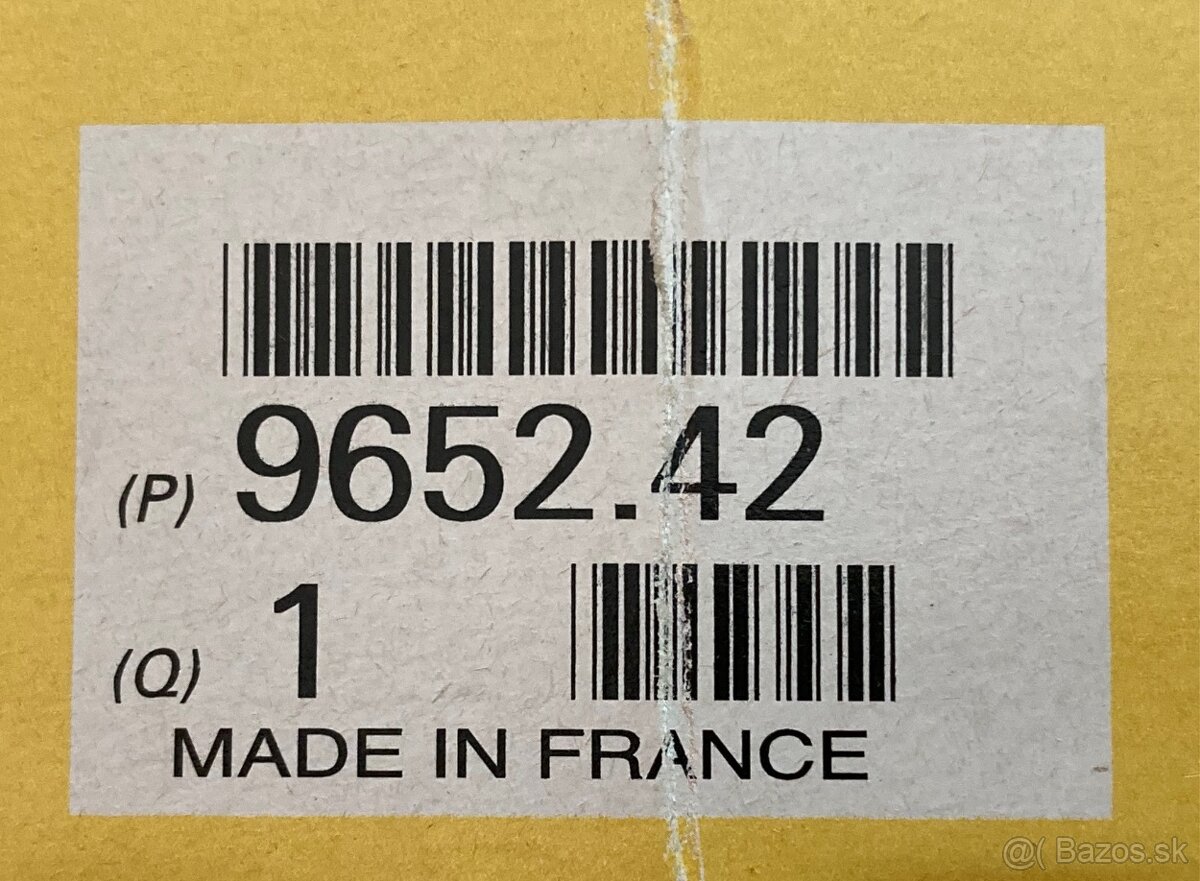 (P) 9652.42
(Q) 1
MADE IN FRANCE
@( Bazos.sk